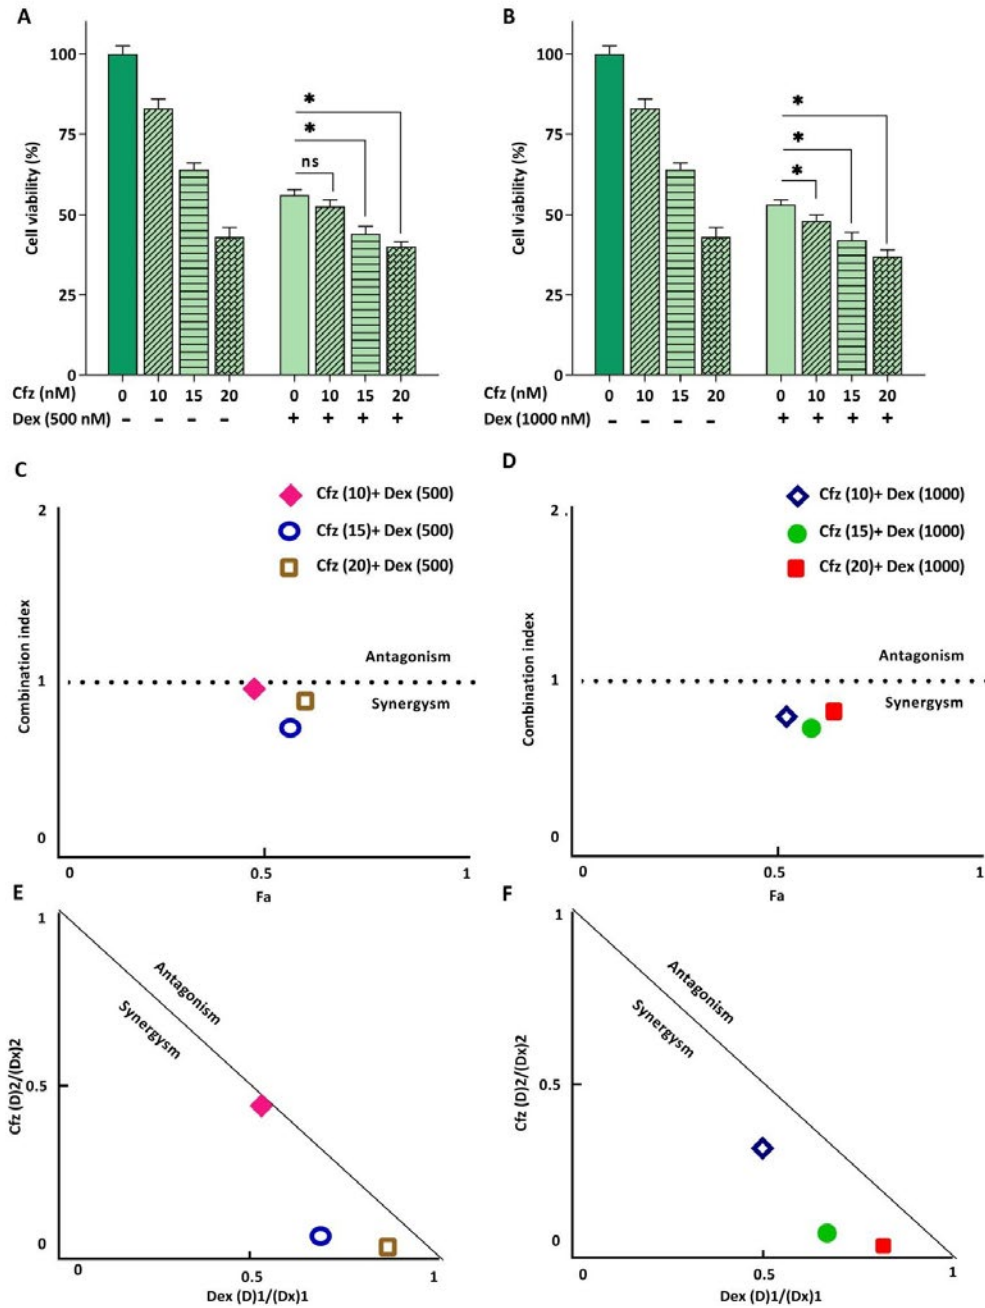 A
Cell viability (%)
100
75
50
25
0
*
*
ns
Cfz (nM) 0 10 15 20 0 10 15 20
Dex (500 nM) - - - - + + + +
B
Cell viability (%)
100
75
50
25
0
*
*
*
Cfz (nM) 0 10 15 20 0 10 15 20
Dex (1000 nM) - - - - + + + +
C
Combination index
2
1
0
Cfz (10)+ Dex (500)
Cfz (15)+ Dex (500)
Cfz (20)+ Dex (500)
Antagonism
Synergysm
0 0.5 1
Fa
D
Combination index
2
1
0
Cfz (10)+ Dex (1000)
Cfz (15)+ Dex (1000)
Cfz (20)+ Dex (1000)
Antagonism
Synergysm
0 0.5 1
Fa
E
Cfz (D)2/(Dx)2
1
0.5
0
Antagonism
Synergysm
0 0.5 1
Dex (D)1/(Dx)1
F
Cfz (D)2/(Dx)2
1
0.5
0
Antagonism
Synergysm
0 0.5 1
Dex (D)1/(Dx)1